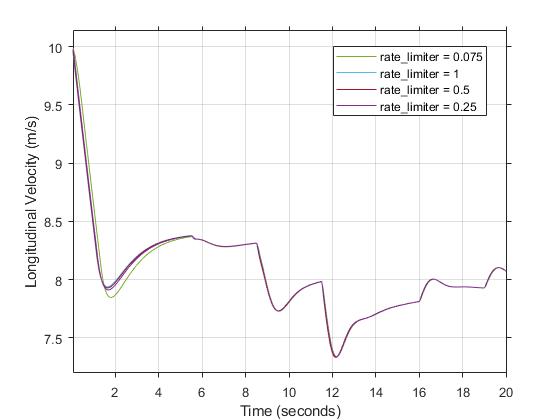 10
9.5
9
8.5
8
7.5
Longitudinal Velocity (m/s)
rate_limiter = 0.075
rate_limiter = 1
rate_limiter = 0.5
rate_limiter = 0.25
2 4 6 8 10 12 14 16 18 20
Time (seconds)